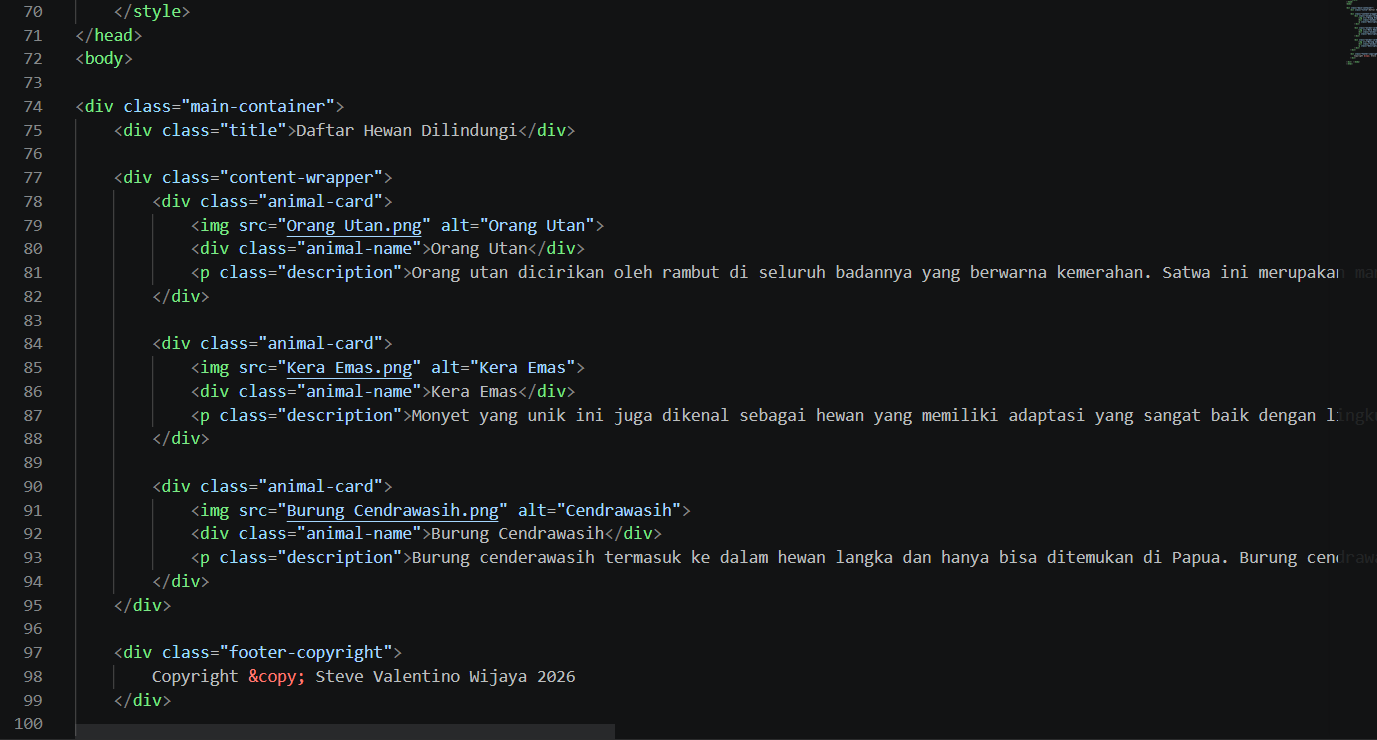 70 </style>
71 </head>
72 <body>
73
74 <div class="main-container">
75 <div class="title">Daftar Hewan Dilindungi</div>
76
77 <div class="content-wrapper">
78 <div class="animal-card">
79 <img src="Orang Utan.png" alt="Orang Utan">
80 <div class="animal-name">Orang Utan</div>
81 <p class="description">Orang utan dicirikan oleh rambut di seluruh badannya yang berwarna kemerahan. Satwa ini merupakan
82 </div>
83
84 <div class="animal-card">
85 <img src="Kera Emas.png" alt="Kera Emas">
86 <div class="animal-name">Kera Emas</div>
87 <p class="description">Monyet yang unik ini juga dikenal sebagai hewan yang memiliki adaptasi yang sangat baik dengan
88 </div>
89
90 <div class="animal-card">
91 <img src="Burung Cendrawasih.png" alt="Cendrawasih">
92 <div class="animal-name">Burung Cendrawasih</div>
93 <p class="description">Burung cenderawasih termasuk ke dalam hewan langka dan hanya bisa ditemukan di Papua. Burung
94 </div>
95 </div>
96
97 <div class="footer-copyright">
98 Copyright &copy; Steve Valentino Wijaya 2026
99 </div>
100